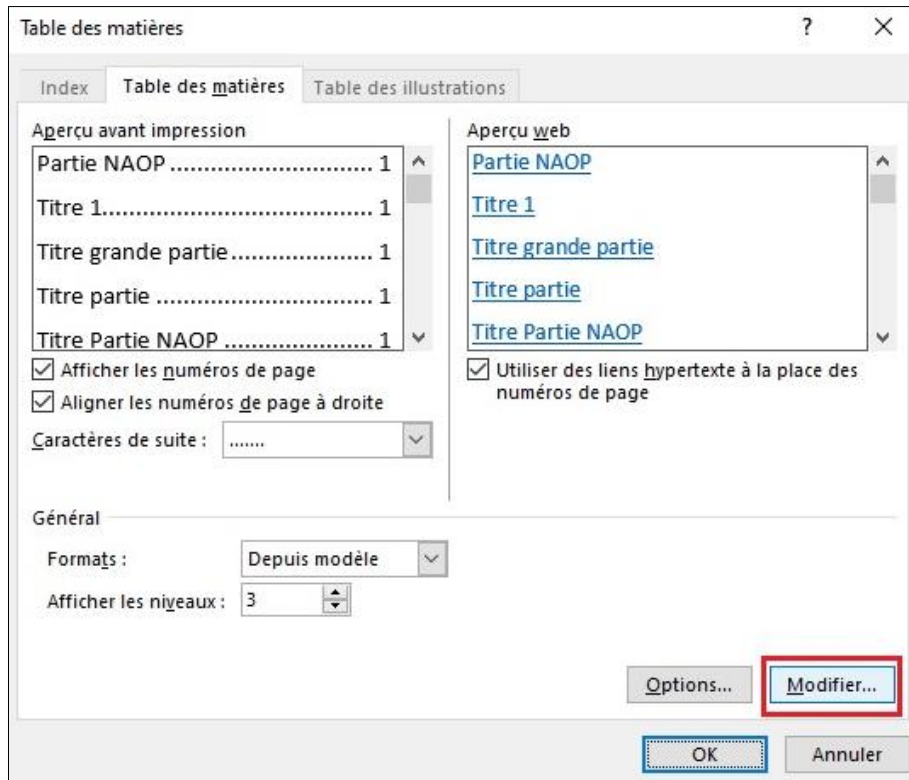 Table des matières ? ✕
Index Table des matières Table des illustrations
Aperçu avant impression
Partie NAOP .............................. 1
Titre 1....................................... 1
Titre grande partie..................... 1
Titre partie ................................ 1
Titre Partie NAOP ...................... 1
Afficher les numéros de page
Aligner les numéros de page à droite
Caractères de suite : .......
Aperçu web
Partie NAOP
Titre 1
Titre grande partie
Titre partie
Titre Partie NAOP
Utiliser des liens hypertexte à la place des
numéros de page
Général
Formats : Depuis modèle
Afficher les niveaux : 3
Options... Modifier...
OK Annuler